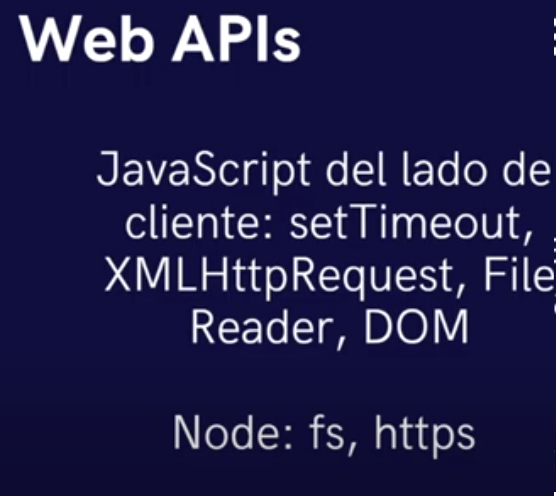 Web APIs
JavaScript del lado de
cliente: setTimeout,
XMLHttpRequest, File
Reader, DOM
Node: fs, https